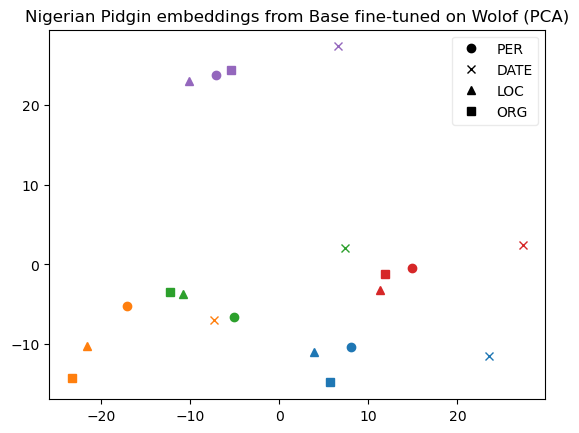 Nigerian Pidgin embeddings from Base fine-tuned on Wolof (PCA)
PER
DATE
LOC
ORG
20
10
0
−10
−20
−10
0
10
20